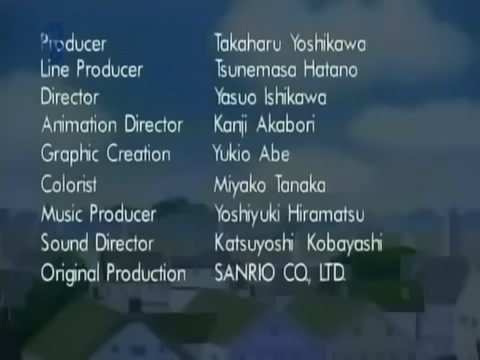 Producer Takaharu Yoshikawa
Line Producer Tsunemasa Hatano
Director Yasuo Ishikawa
Animation Director Kanji Akabori
Graphic Creation Yukio Abe
Colorist Miyako Tanaka
Music Producer Yoshiyuki Hiramatsu
Sound Director Katsuyoshi Kobayashi
Original Production SANRIO CO., LTD.